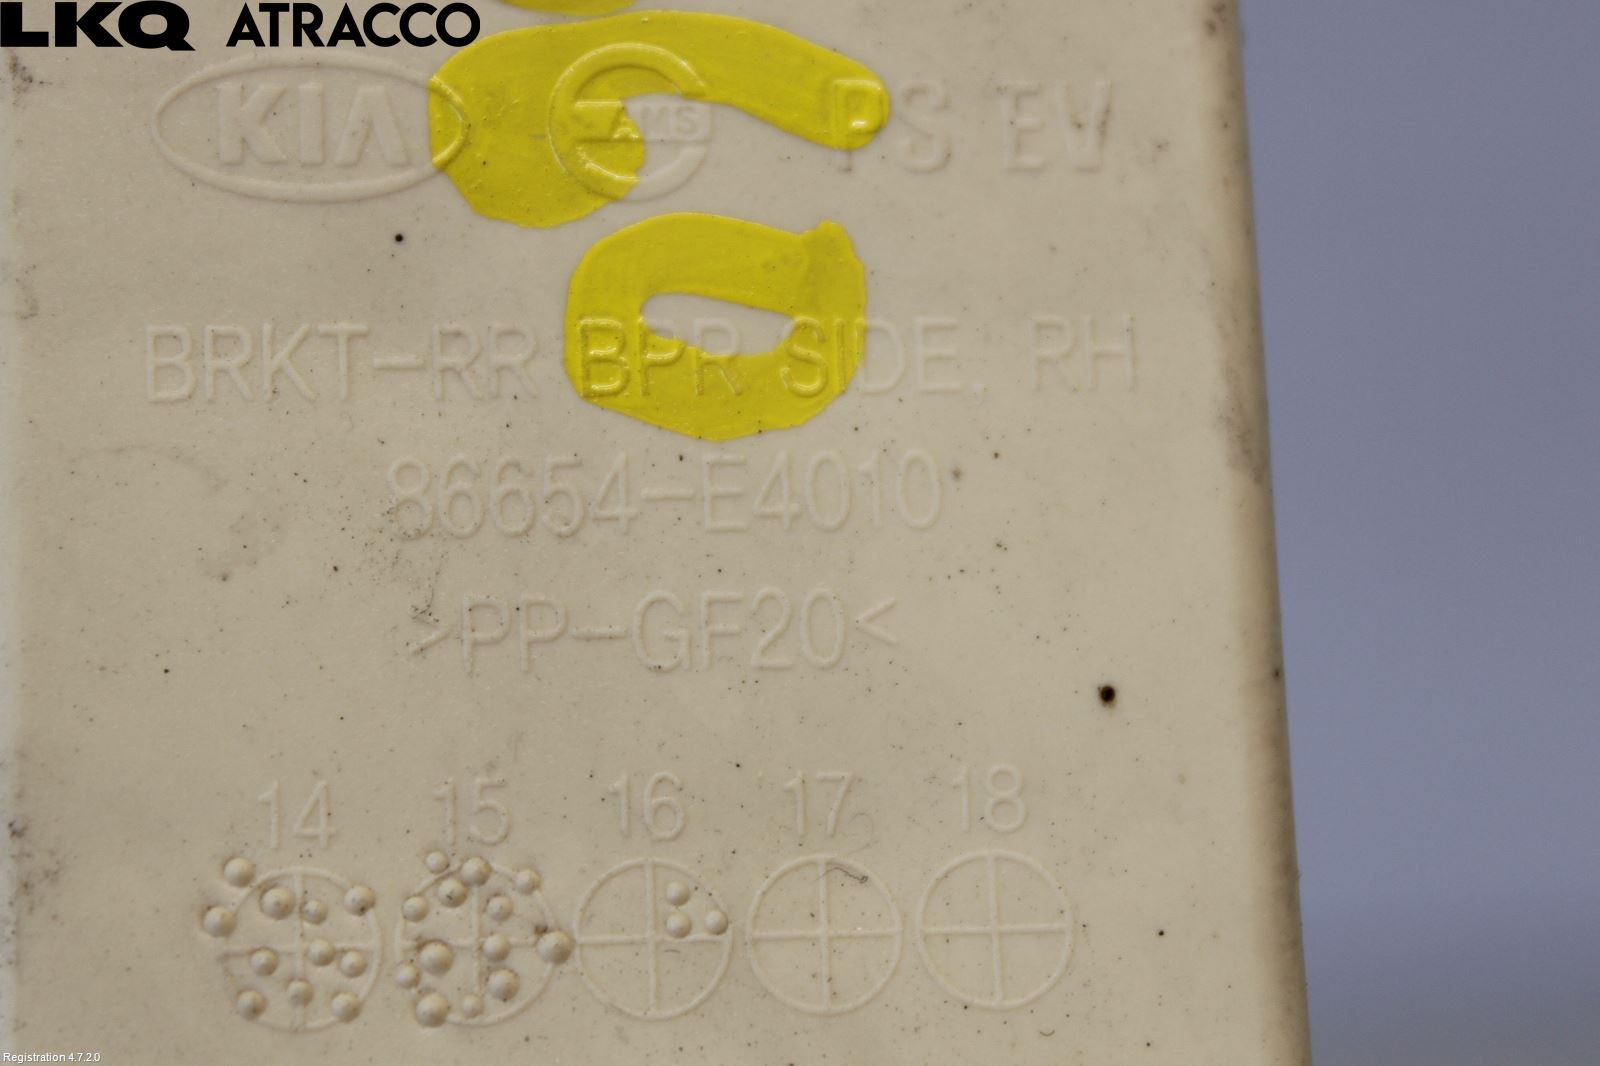 LKQ ATRACCO
KIA AMS PS EV
BRKT-RR BPR SIDE, RH
86654-E4010
>PP-GF20<
14 15 16 17 18
Registration 4.7.2.0